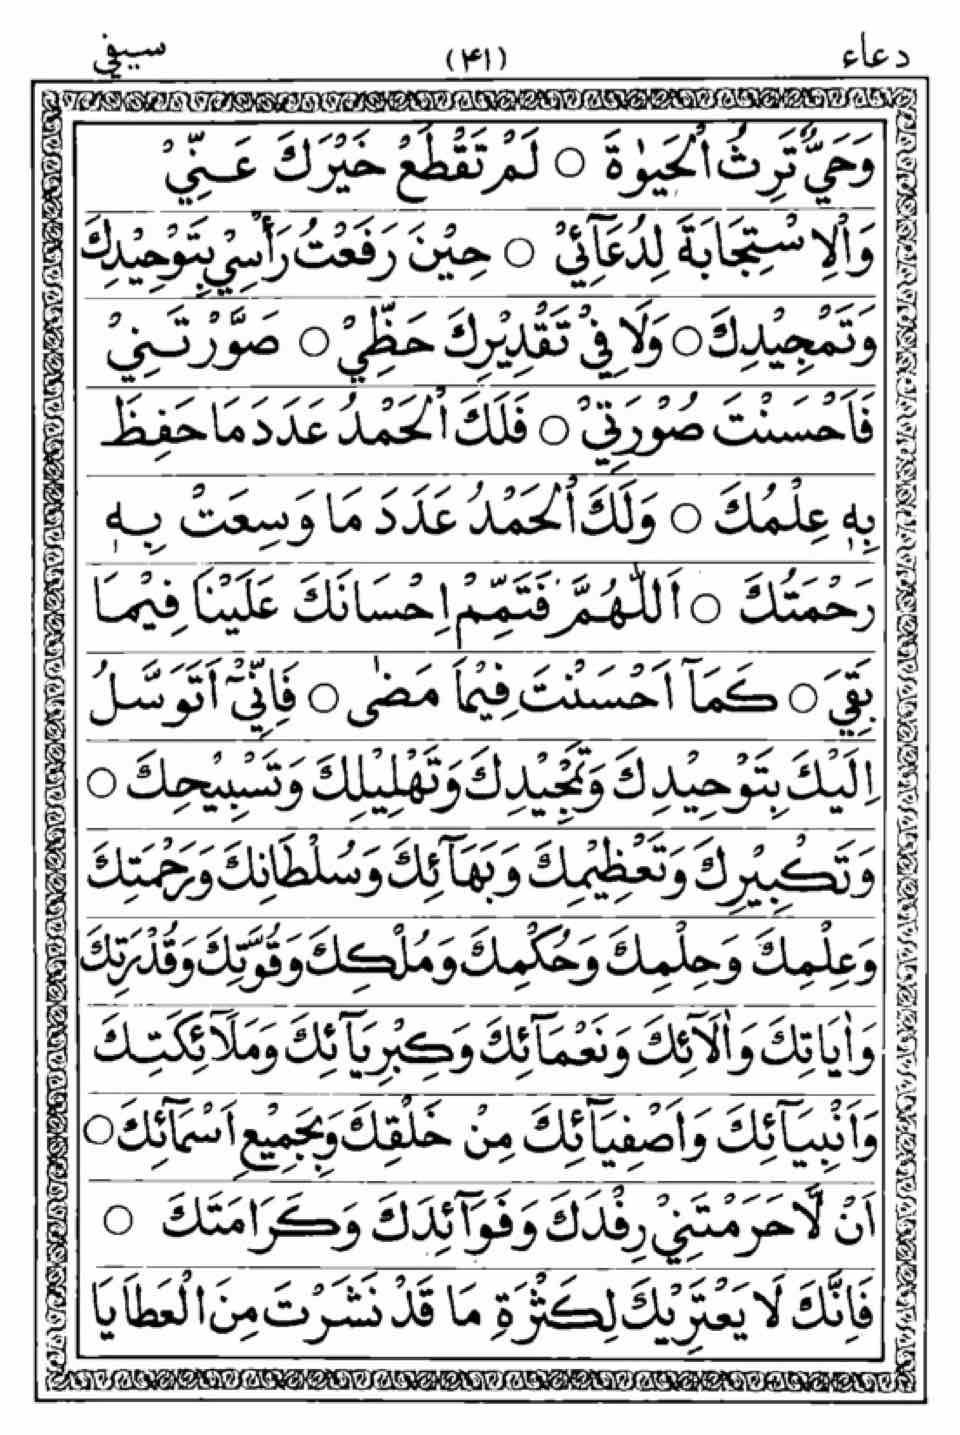 دعاء (۴۱) سیفی
وَحَيٌّ تَرِثُ الْحَيٰوةَ ○ لَمْ تَقْطَعْ خَيْرَكَ عَنِّيْ
وَالْاِسْتِجَابَةَ لِدُعَآئِيْ ○ حِيْنَ رَفَعْتُ رَأْسِيْ بِتَوْحِيْدِكَ
وَتَمْجِيْدِكَ ○ وَلَا فِيْ تَقْدِيْرِكَ حَظِّيْ ○ صَوَّرْتَنِيْ
فَاَحْسَنْتَ صُوْرَتِيْ ○ فَلَكَ الْحَمْدُ عَدَدَ مَا حَفِظَ
بِهٖ عِلْمُكَ ○ وَلَكَ الْحَمْدُ عَدَدَ مَا وَسِعَتْ بِهٖ
رَحْمَتُكَ ○ اَللّٰهُمَّ فَتَمِّمْ اِحْسَانَكَ عَلَيْنَا فِيْمَا
بَقِيَ ○ كَمَآ اَحْسَنْتَ فِيْمَا مَضٰى ○ فَاِنِّيْٓ اَتَوَسَّلُ
اِلَيْكَ بِتَوْحِيْدِكَ وَتَمْجِيْدِكَ وَتَهْلِيْلِكَ وَتَسْبِيْحِكَ ○
وَتَكْبِيْرِكَ وَتَعْظِيْمِكَ وَبَهَآئِكَ وَسُلْطَانِكَ وَرَحْمَتِكَ
وَعِلْمِكَ وَحِلْمِكَ وَحُكْمِكَ وَمُلْكِكَ وَقُوَّتِكَ وَقُدْرَتِكَ
وَاٰيَاتِكَ وَاٰلَآئِكَ وَنَعْمَآئِكَ وَكِبْرِيَآئِكَ وَمَلَآئِكَتِكَ
وَاَنْبِيَآئِكَ وَاَصْفِيَآئِكَ مِنْ خَلْقِكَ وَبِجَمِيْعِ اَسْمَآئِكَ ○
اَنْ لَّا حَرَمْتَنِيْ رِفْدَكَ وَفَوَآئِدَكَ وَكَرَامَتَكَ ○
فَاِنَّكَ لَا يَعْتَرِيْكَ لِكَثْرَةِ مَا قَدْ نَشَرْتَ مِنَ الْعَطَايَا